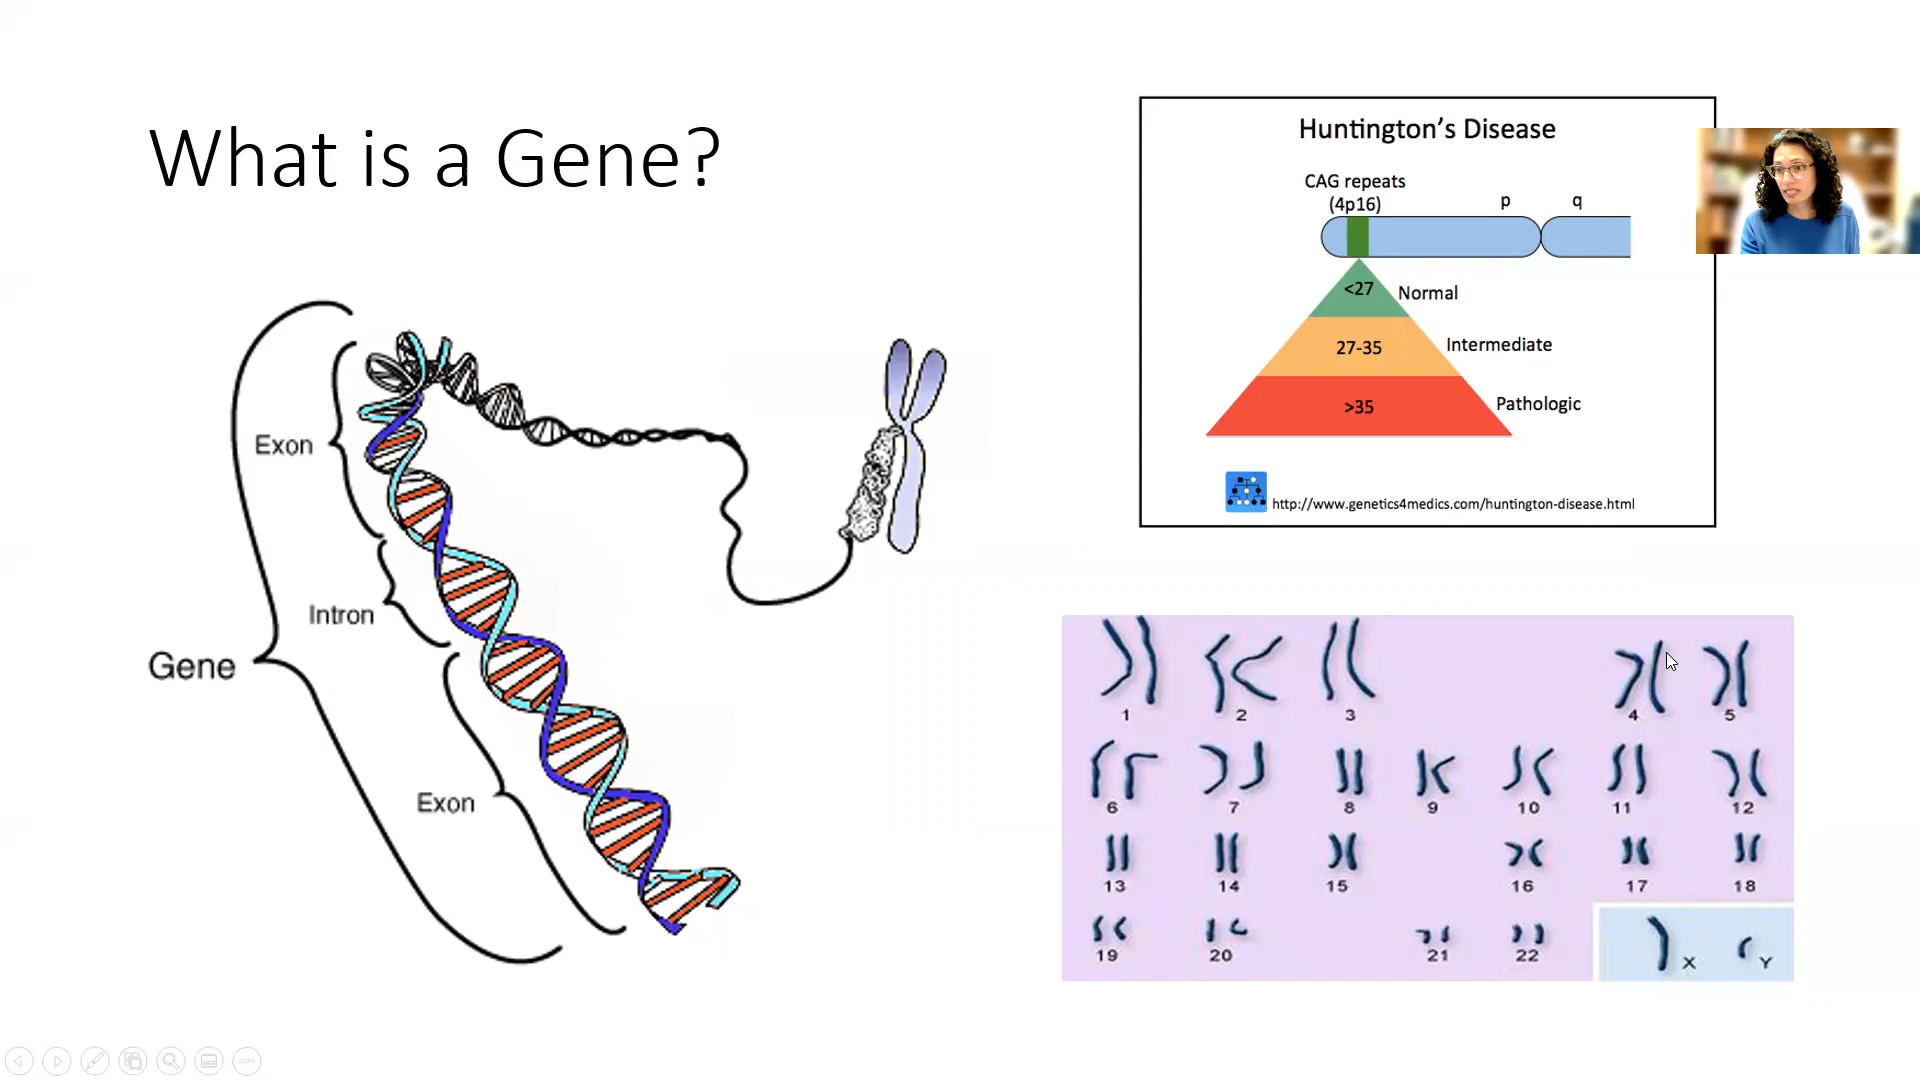 What is a Gene?
Exon
Intron
Gene
Exon
Huntington’s Disease
CAG repeats
(4p16)
p q
<27 Normal
27-35 Intermediate
>35 Pathologic
http://www.genetics4medics.com/huntington-disease.html
1 2 3 4 5
6 7 8 9 10 11 12
13 14 15 16 17 18
19 20 21 22 X Y